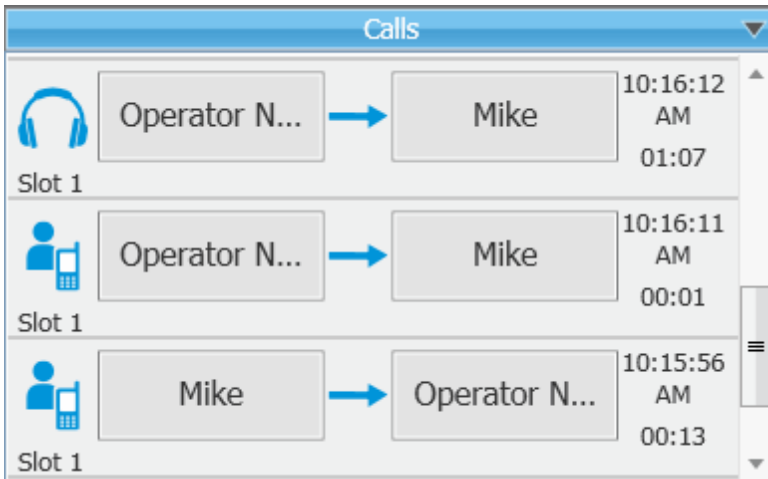 Calls
Operator N... Mike 10:16:12
AM
01:07
Slot 1
Operator N... Mike 10:16:11
AM
00:01
Slot 1
Mike Operator N... 10:15:56
AM
00:13
Slot 1